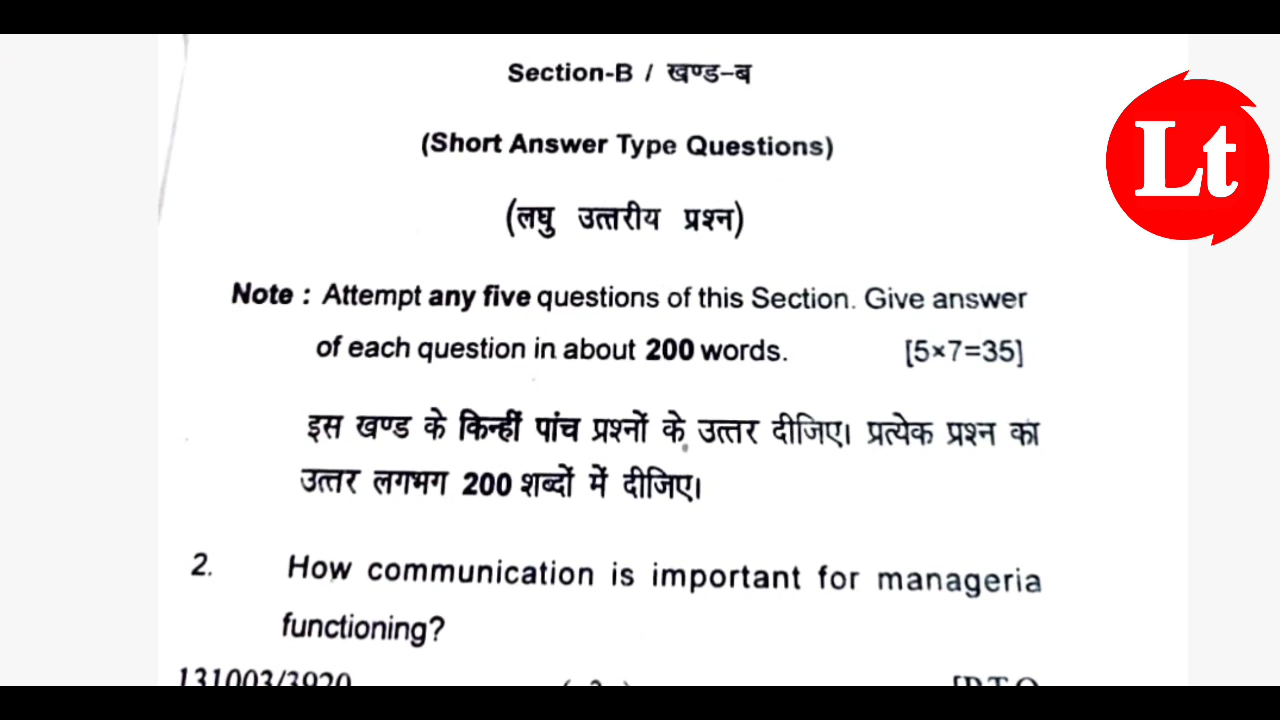 Section-B / खण्ड-ब
(Short Answer Type Questions)
(लघु उत्तरीय प्रश्न)
Note : Attempt any five questions of this Section. Give answer
of each question in about 200 words. [5×7=35]
इस खण्ड के किन्हीं पांच प्रश्नों के उत्तर दीजिए। प्रत्येक प्रश्न का
उत्तर लगभग 200 शब्दों में दीजिए।
2. How communication is important for manageria
functioning?
131003/3920
Lt